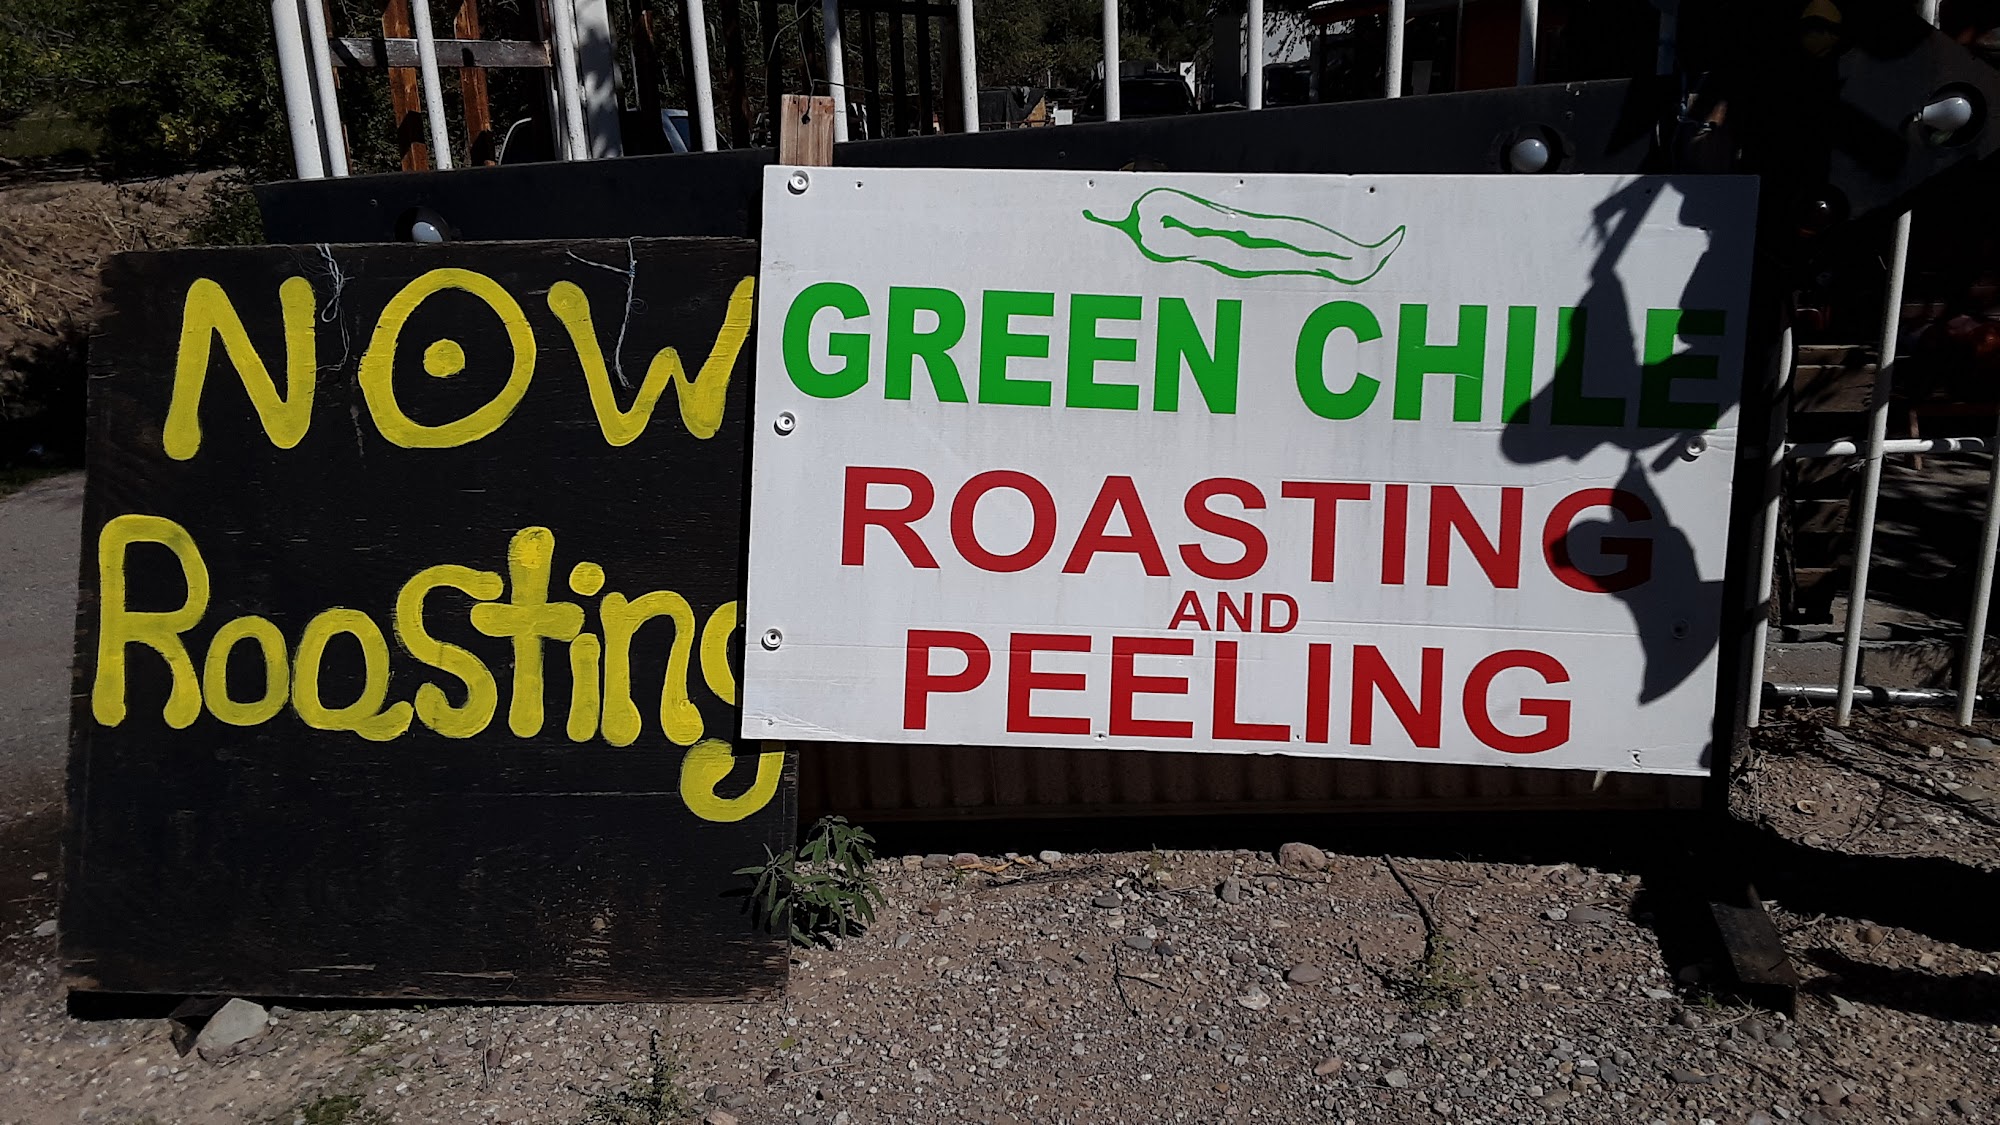 NOW
Roasting
GREEN CHILE
ROASTING
AND
PEELING